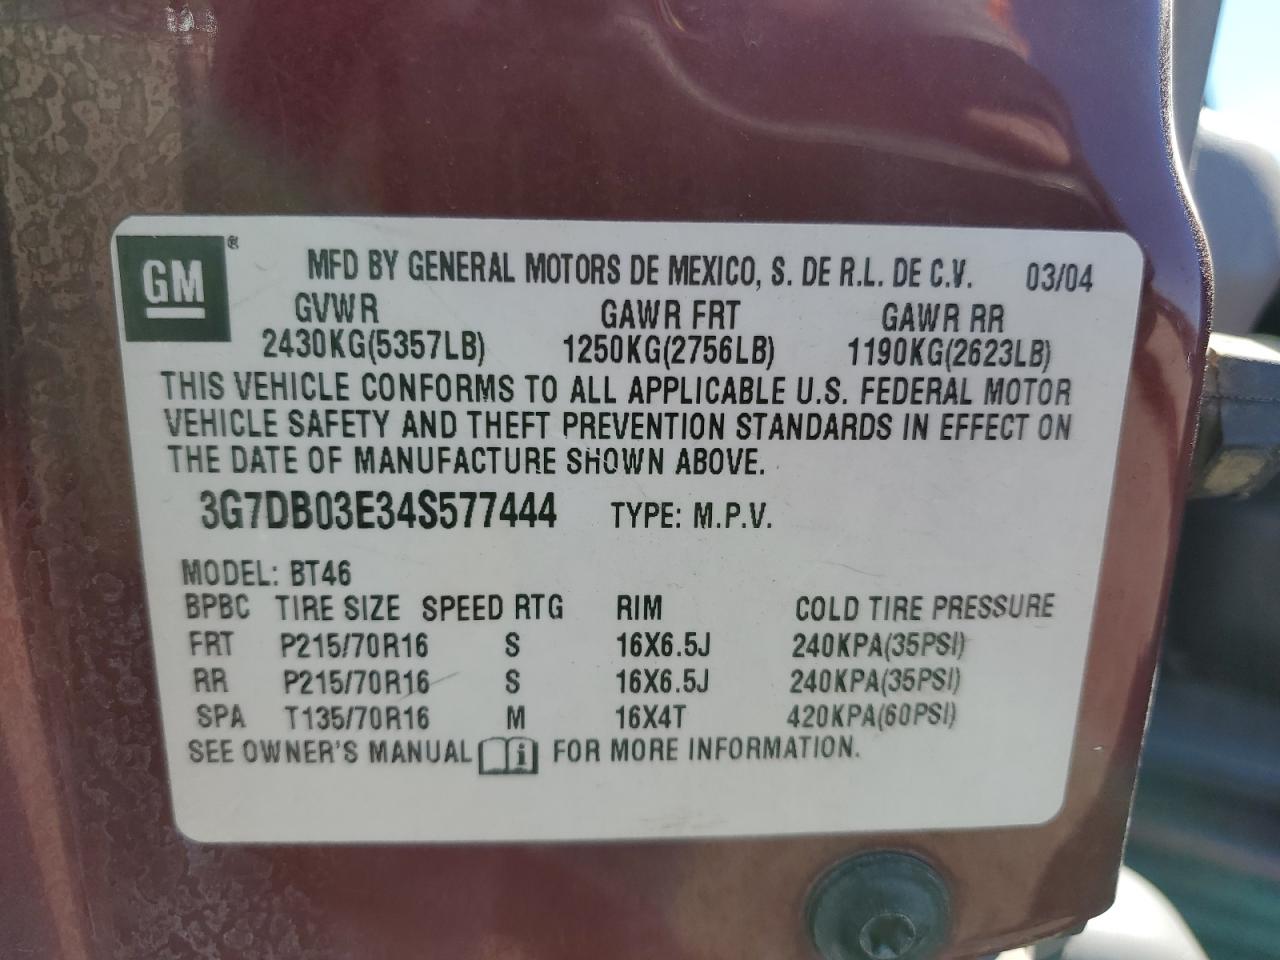 GM ® MFD BY GENERAL MOTORS DE MEXICO, S. DE R.L. DE C.V. 03/04
GVWR GAWR FRT GAWR RR
2430KG(5357LB) 1250KG(2756LB) 1190KG(2623LB)
THIS VEHICLE CONFORMS TO ALL APPLICABLE U.S. FEDERAL MOTOR
VEHICLE SAFETY AND THEFT PREVENTION STANDARDS IN EFFECT ON
THE DATE OF MANUFACTURE SHOWN ABOVE.
3G7DB03E34S577444 TYPE: M.P.V.
MODEL: BT46
BPBC TIRE SIZE SPEED RTG RIM COLD TIRE PRESSURE
FRT P215/70R16 S 16X6.5J 240KPA(35PSI)
RR P215/70R16 S 16X6.5J 240KPA(35PSI)
SPA T135/70R16 M 16X4T 420KPA(60PSI)
SEE OWNER'S MANUAL i FOR MORE INFORMATION.